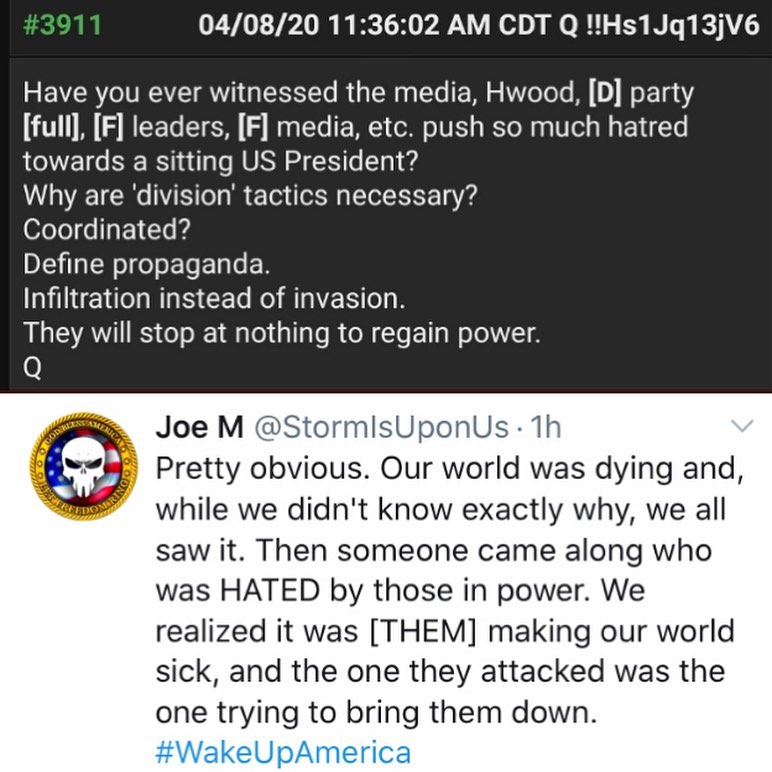 #3911 04/08/20 11:36:02 AM CDT Q !!Hs1Jq13jV6
Have you ever witnessed the media, Hwood, [D] party
[full], [F] leaders, [F] media, etc. push so much hatred
towards a sitting US President?
Why are 'division' tactics necessary?
Coordinated?
Define propaganda.
Infiltration instead of invasion.
They will stop at nothing to regain power.
Q
GOD BLESS AMERICA
Joe M @StormIsUponUs · 1h
Pretty obvious. Our world was dying and,
while we didn't know exactly why, we all
saw it. Then someone came along who
was HATED by those in power. We
realized it was [THEM] making our world
sick, and the one they attacked was the
one trying to bring them down.
#WakeUpAmerica